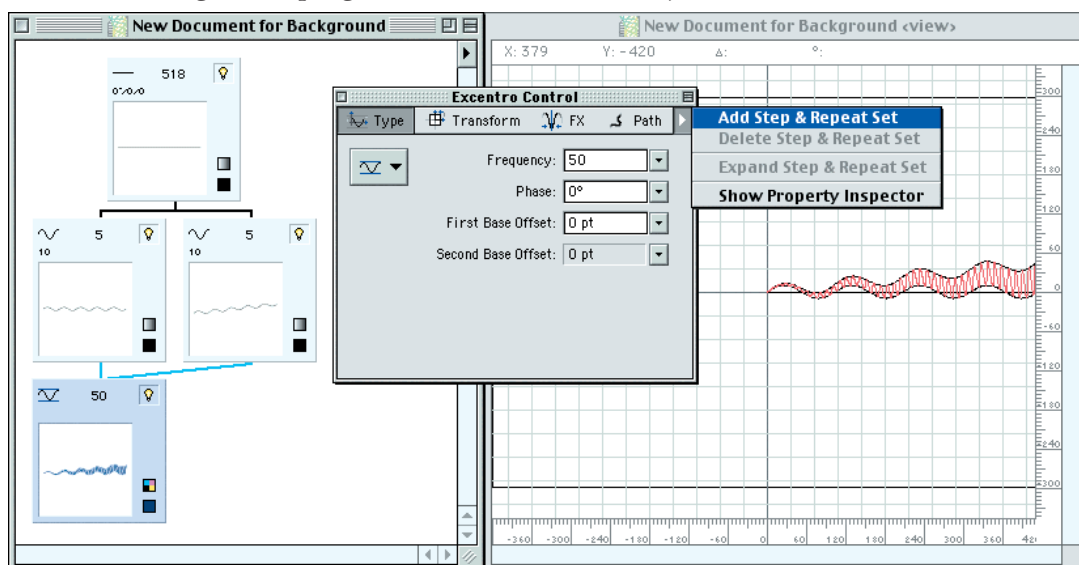 New Document for Background
New Document for Background <view>
X: 379 Y: -420 Δ: °:
518
0°/0/0
5
10
5
10
50
Excentro Control
Type Transform FX Path
Frequency: 50
Phase: 0°
First Base Offset: 0 pt
Second Base Offset: 0 pt
Add Step & Repeat Set
Delete Step & Repeat Set
Expand Step & Repeat Set
Show Property Inspector
300
240
180
120
60
0
-60
-120
-180
-240
-300
-360 -300 -240 -180 -120 -60 0 60 120 180 240 300 360